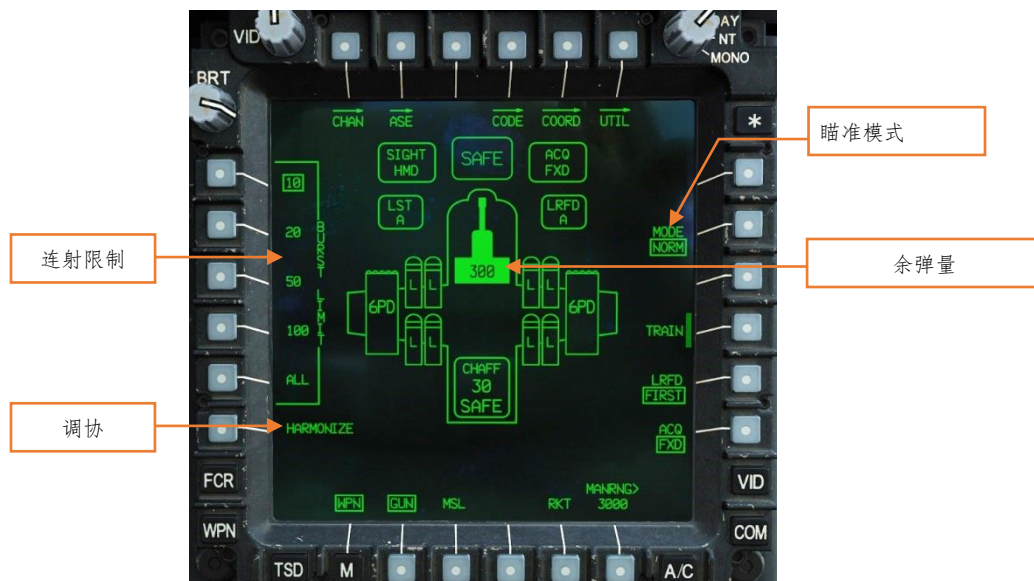 VID
DAY
NT
MONO
BRT
CHAN
ASE
CODE
COORD
UTIL
*
瞄准模式
SIGHT
HMD
SAFE
ACQ
FXD
10
LST
A
LRFD
A
20
BURST LIMIT
MODE
NORM
连射限制
50
300
余弹量
6PD
L
L
L
L
6PD
100
L
L
L
L
TRAIN
CHAFF
30
SAFE
ALL
LRFD
FIRST
调协
HARMONIZE
ACQ
FXD
FCR
VID
WPN
GUN
MSL
RKT
MANRNG>
3000
WPN
COM
TSD
M
A/C